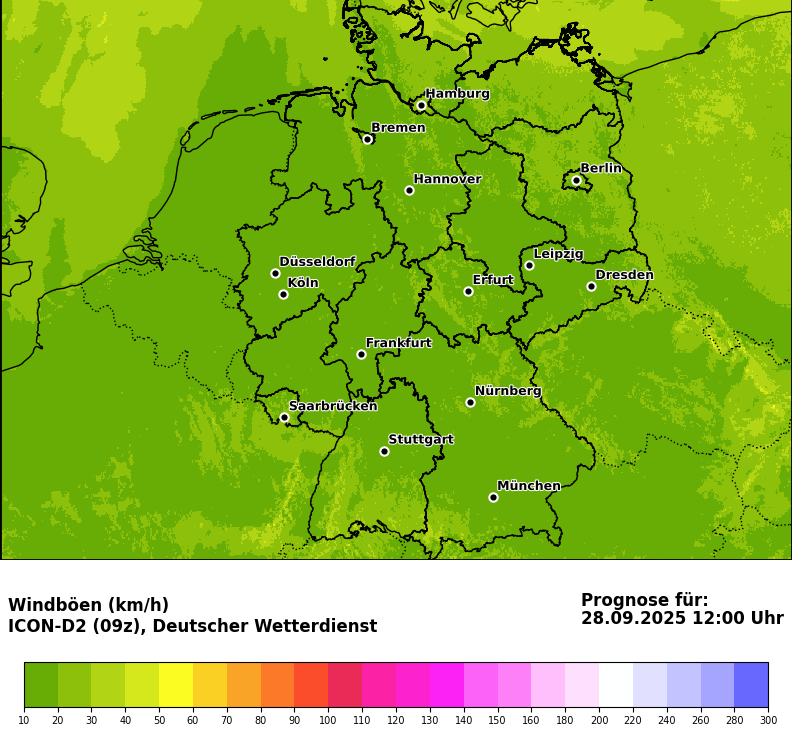 Hamburg
Bremen
Berlin
Hannover
Leipzig
Düsseldorf
Dresden
Köln
Erfurt
Frankfurt
Nürnberg
Saarbrücken
Stuttgart
München
Windböen (km/h)
ICON-D2 (09z), Deutscher Wetterdienst
Prognose für:
28.09.2025 12:00 Uhr
10 20 30 40 50 60 70 80 90 100 110 120 130 140 150 160 180 200 220 240 260 280 300